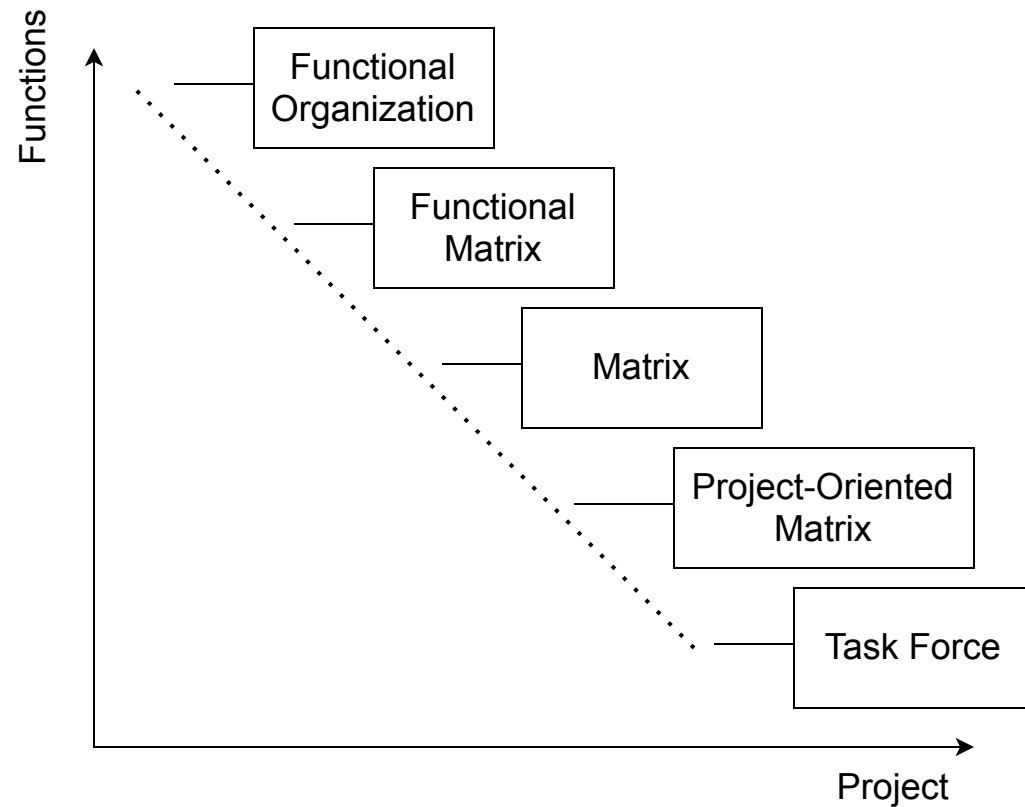 Functions
Functional
Organization
Functional
Matrix
Matrix
Project-Oriented
Matrix
Task Force
Project